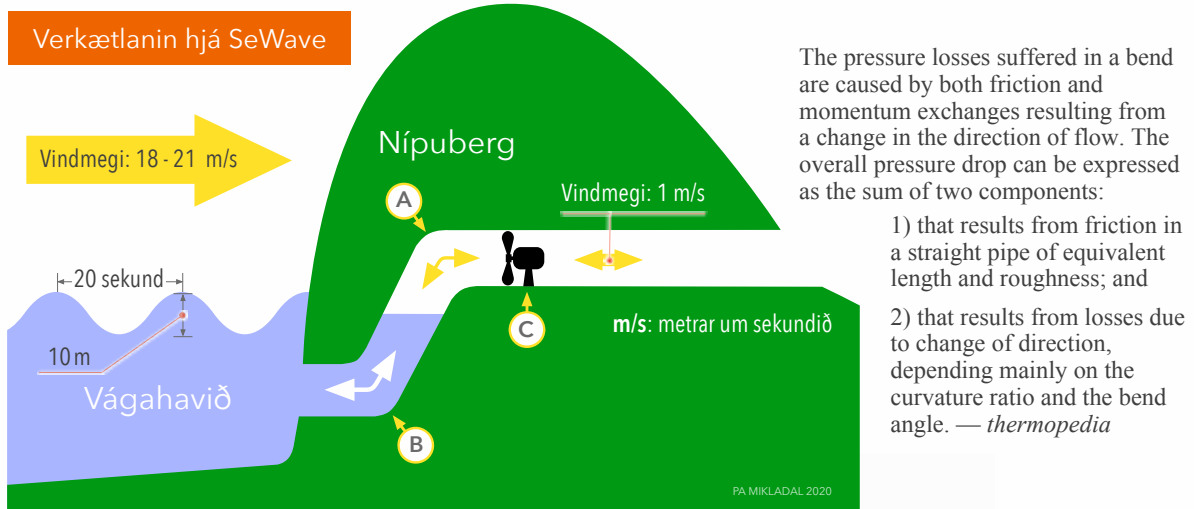 Verkætlanin hjá SeWave
Vindmegi: 18 - 21 m/s
Nípuberg
A
Vindmegi: 1 m/s
20 sekund
C
m/s: metrar um sekundið
10 m
Vágahavið
B
PA MIKLADAL 2020
The pressure losses suffered in a bend
are caused by both friction and
momentum exchanges resulting from
a change in the direction of flow. The
overall pressure drop can be expressed
as the sum of two components:
1) that results from friction in
a straight pipe of equivalent
length and roughness; and
2) that results from losses due
to change of direction,
depending mainly on the
curvature ratio and the bend
angle. — thermopedia